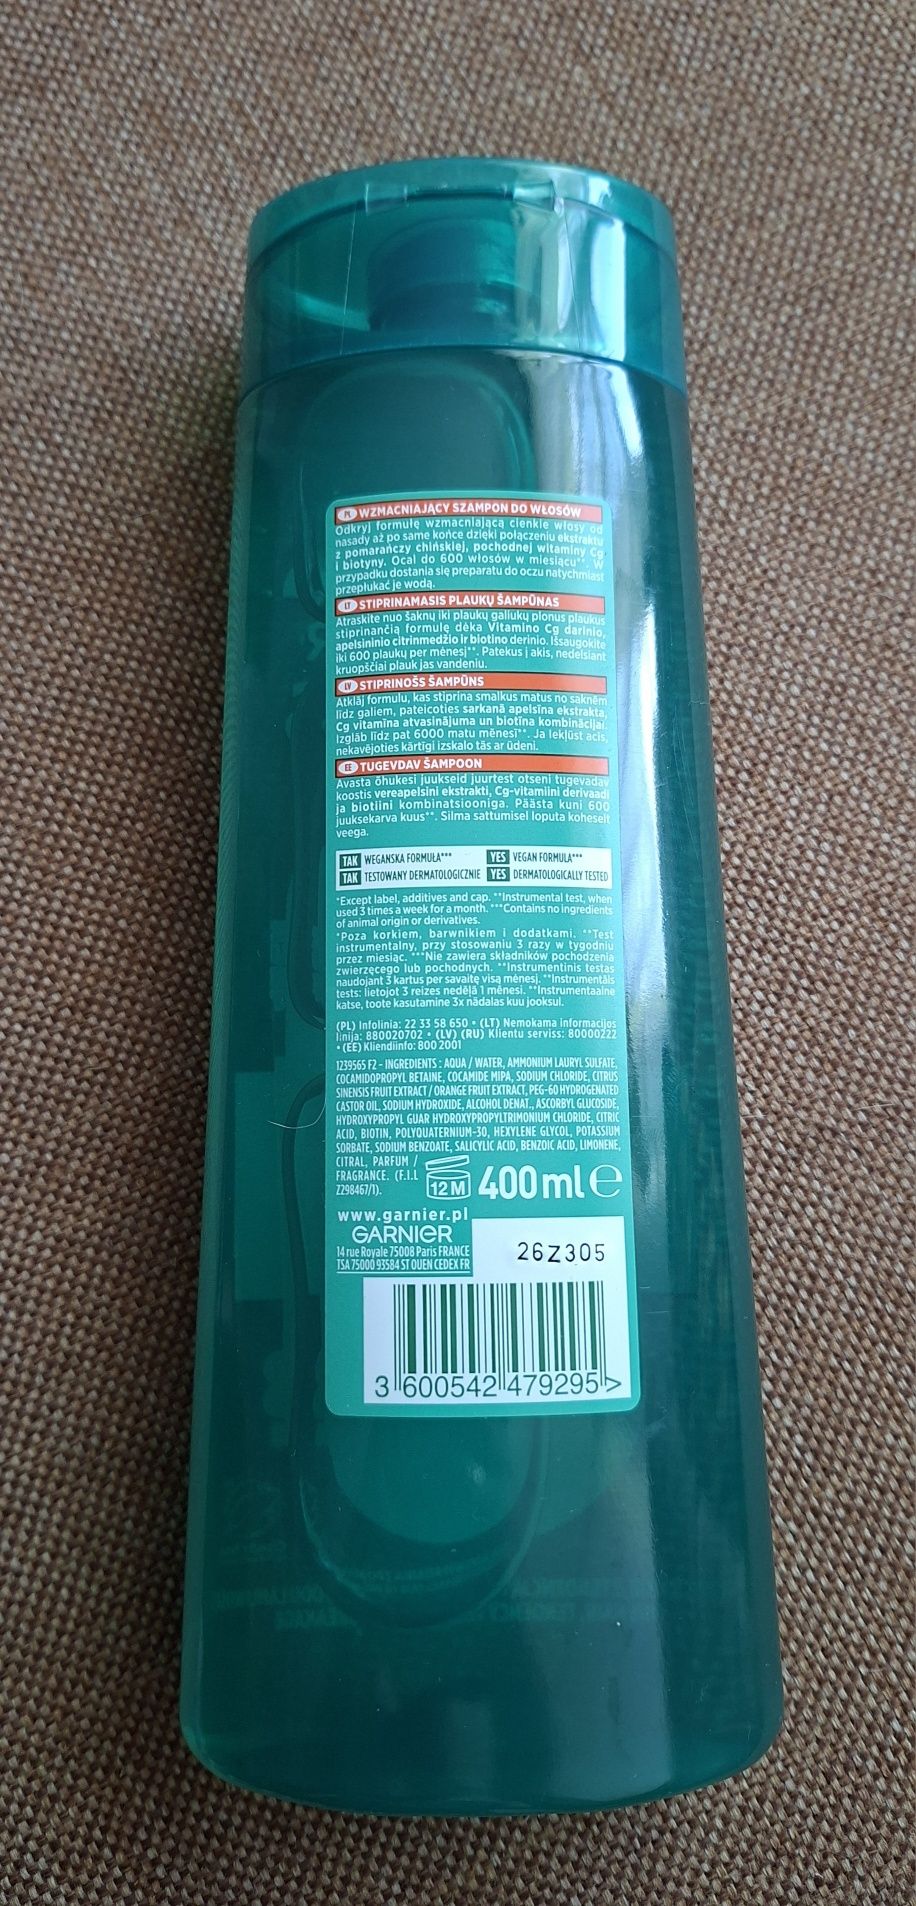 PL WZMACNIAJĄCY SZAMPON DO WŁOSÓW
Odkryj formułę wzmacniającą cienkie włosy od
nasady aż po same końce dzięki połączeniu ekstraktu
z pomarańczy chińskiej, pochodnej witaminy Cg
i biotyny. Ocal do 600 włosów w miesiącu**. W
przypadku dostania się preparatu do oczu natychmiast
przepłukać je wodą.
LT STIPRINAMASIS PLAUKŲ ŠAMPŪNAS
Atraskite nuo šaknų iki plaukų galiukų plonus plaukus
stiprinančią formulę dėka Vitamino Cg darinio,
apelsininio citrinmedžio ir biotino derinio. Išsaugokite
iki 600 plaukų per mėnesį**. Patekus į akis, nedelsiant
kruopščiai plauk jas vandeniu.
LV STIPRINOŠS ŠAMPŪNS
Atklāj formulu, kas stiprina smalkus matus no saknēm
līdz galiem, pateicoties sarkanā apelsīna ekstrakta,
Cg vitamīna atvasinājuma un biotīna kombinācijai.
Izglāb līdz pat 6000 matu mēnesī**. Ja iekļūst acīs,
nekavējoties kārtīgi izskalo tās ar ūdeni.
EE TUGEVDAV ŠAMPOON
Avasta õhukesi juukseid juurtest otseni tugevadav
koostis vereapelsini ekstrakti, Cg-vitamiini derivaadi
ja biotiini kombinatsiooniga. Päästa kuni 600
juuksekarva kuus**. Silma sattumisel loputa koheselt
veega.
TAK WEGAŃSKA FORMUŁA*** YES VEGAN FORMULA***
TAK TESTOWANY DERMATOLOGICZNIE YES DERMATOLOGICALLY TESTED
*Except label, additives and cap. **Instrumental test, when
used 3 times a week for a month. ***Contains no ingredients
of animal origin or derivatives.
*Poza korkiem, barwnikiem i dodatkami. **Test
instrumentalny, przy stosowaniu 3 razy w tygodniu
przez miesiąc. ***Nie zawiera składników pochodzenia
zwierzęcego lub pochodnych. **Instrumentinis testas
naudojant 3 kartus per savaitę visą mėnesį. **Instrumentāls
tests: lietojot 3 reizes nedēļā 1 mēnesi. **Instrumentaalne
katse, toote kasutamine 3x nädalas kuu jooksul.
(PL) Infolinia: 22 33 58 650 • (LT) Nemokama informacijos
linija: 880020702 • (LV) (RU) Klientu serviss: 80000222
• (EE) Kliendiinfo: 800 2001
1239565 F2 - INGREDIENTS : AQUA / WATER, AMMONIUM LAURYL SULFATE,
COCAMIDOPROPYL BETAINE, COCAMIDE MIPA, SODIUM CHLORIDE, CITRUS
SINENSIS FRUIT EXTRACT / ORANGE FRUIT EXTRACT, PEG-60 HYDROGENATED
CASTOR OIL, SODIUM HYDROXIDE, ALCOHOL DENAT., ASCORBYL GLUCOSIDE,
HYDROXYPROPYL GUAR HYDROXYPROPYLTRIMONIUM CHLORIDE, CITRIC
ACID, BIOTIN, POLYQUATERNIUM-30, HEXYLENE GLYCOL, POTASSIUM
SORBATE, SODIUM BENZOATE, SALICYLIC ACID, BENZOIC ACID, LIMONENE,
CITRAL, PARFUM /
FRAGRANCE. (F.I.L
Z298467/1).
12 M 400 ml e
www.garnier.pl
GARNIER
14 rue Royale 75008 Paris FRANCE
TSA 75000 93584 ST OUEN CEDEX FR
26Z305
3 600542 479295 >